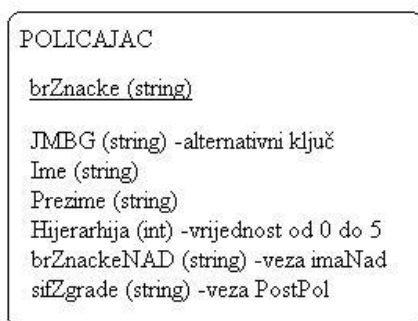 POLICAJAC
brZnacke (string)
JMBG (string) -alternativni ključ
Ime (string)
Prezime (string)
Hijerarhija (int) -vrijednost od 0 do 5
brZnackeNAD (string) -veza imaNad
sifZgrade (string) -veza PostPol